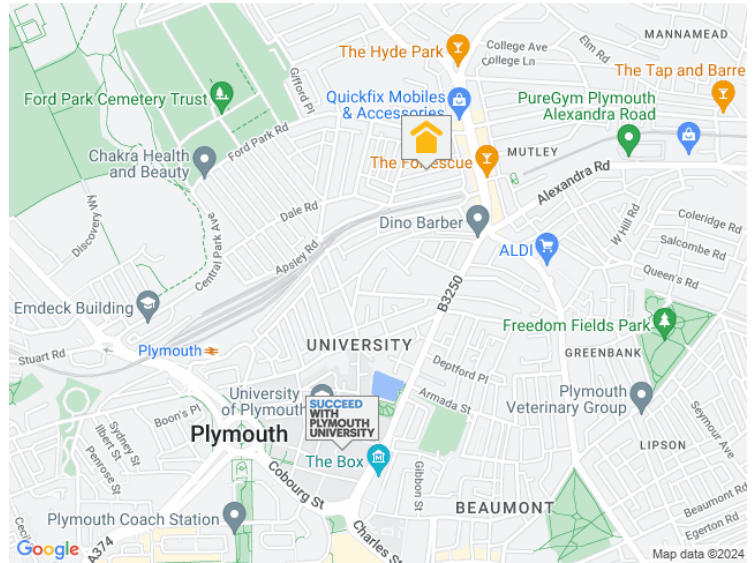 MANNAMEAD
College Ave
College Ln
Elm Rd
The Hyde Park
The Tap and Barre
Gifford Pl
Ford Park Cemetery Trust
Quickfix Mobiles
& Accessories
PureGym Plymouth
Alexandra Road
Ford Park Rd
Chakra Health
and Beauty
MUTLEY
Alexandra Rd
Dale Rd
Dino Barber
W Hill Rd
Coleridge Rd
Salcombe Rd
Discovery Wy
Central Park Ave
Apsley Rd
ALDI
Queen's Rd
Emdeck Building
B3250
Freedom Fields Park
Stuart Rd
Plymouth
UNIVERSITY
GREENBANK
Deptford Pl
University
of Plymouth
Armada St
Plymouth
Veterinary Group
SUCCEED
WITH
PLYMOUTH
UNIVERSITY
Boon's Pl
Sydney St
Ilbert St
Penrose St
Plymouth
Seymour Ave
LIPSON
The Box
Gibbon St
Cobourg St
BEAUMONT
Beaumont Rd
Egerton Rd
Plymouth Coach Station
Charles St
Cecil
A374
Google
Map data ©2024